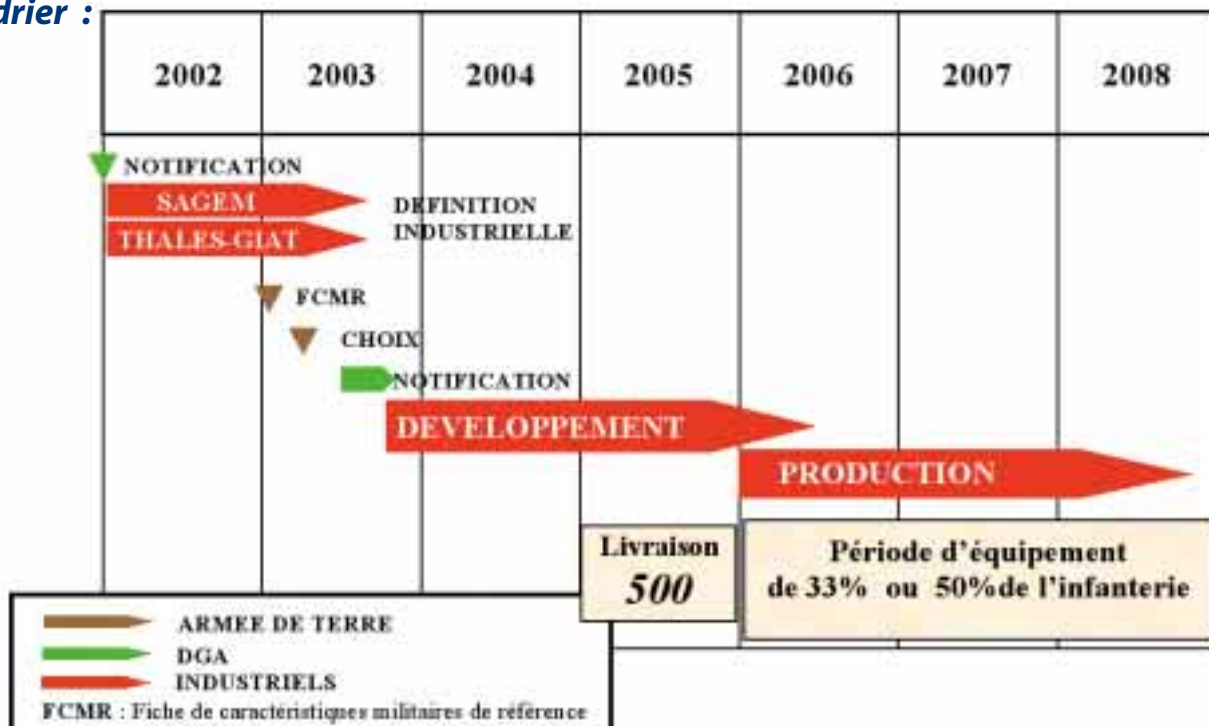 drier :
2002 2003 2004 2005 2006 2007 2008
NOTIFICATION
SAGEM
THALES-GIAT
DEFINITION
INDUSTRIELLE
FCMR
CHOIX
NOTIFICATION
DEVELOPPEMENT
PRODUCTION
Livraison
500
Période d'équipement
de 33% ou 50%de l'infanterie
ARMEE DE TERRE
DGA
INDUSTRIELS
FCMR : Fiche de caractéristiques militaires de référence